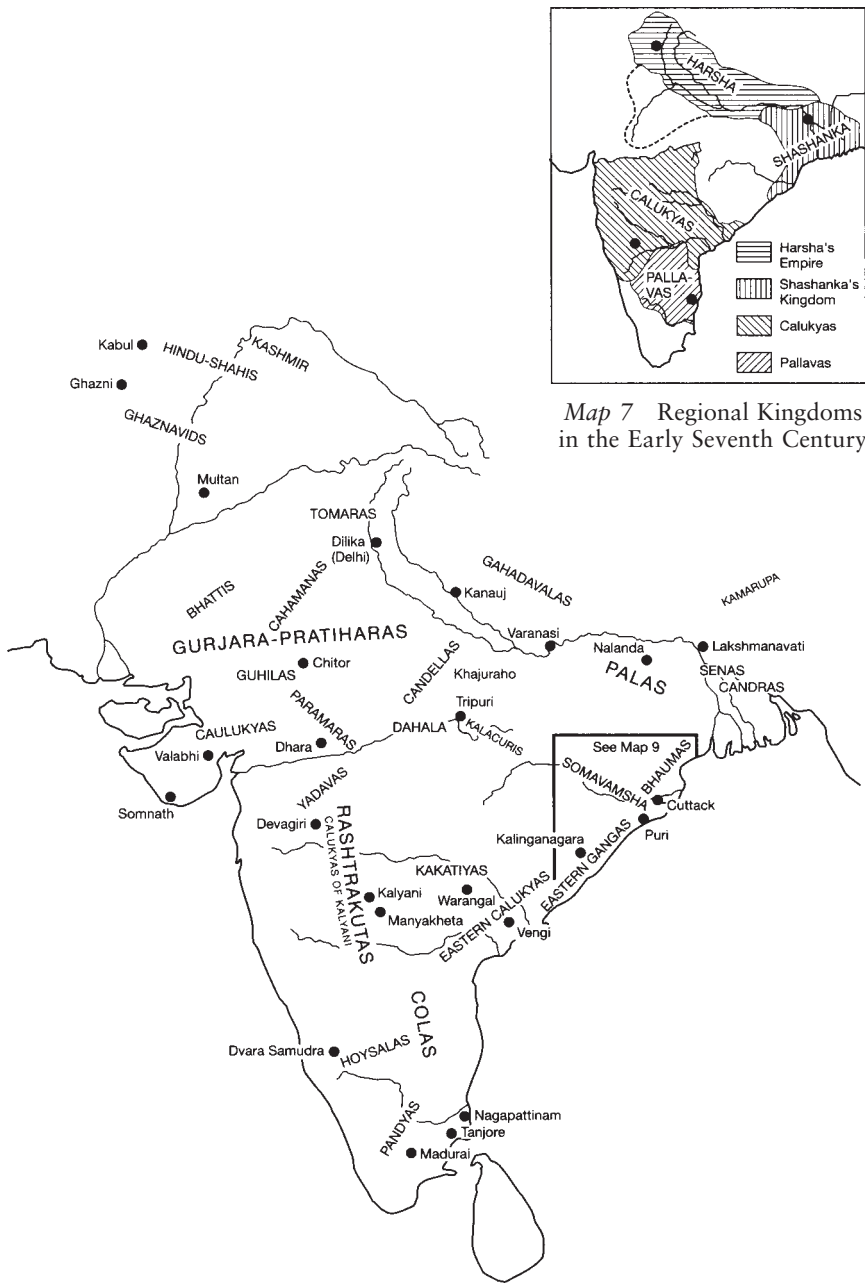 HARSHA
SHASHANKA
CALUKYAS
PALLA-
VAS
Harsha's
Empire
Shashanka's
Kingdom
Calukyas
Pallavas
Map 7 Regional Kingdoms
in the Early Seventh Century
Kabul
HINDU-SHAHIS
KASHMIR
Ghazni
GHAZNAVIDS
Multan
TOMARAS
Dilika
(Delhi)
BHATTIS
CAHAMANAS
Kanauj
GAHADAVALAS
KAMARUPA
GURJARA-PRATIHARAS
Varanasi
Nalanda
Lakshmanavati
GUHILAS
Chitor
CANDELLAS
Khajuraho
PALAS
SENAS
CANDRAS
PARAMARAS
Tripuri
CAULUKYAS
DAHALA
KALACURIS
Valabhi
Dhara
See Map 9
SOMAVAMSHA
BHAUMAS
Somnath
YADAVAS
Cuttack
Devagiri
Puri
RASHTRAKUTAS
CALUKYAS OF KALYANI
Kalinganagara
EASTERN GANGAS
KAKATIYAS
Kalyani
Warangal
Manyakheta
EASTERN CALUKYAS
Vengi
COLAS
Dvara Samudra
HOYSALAS
PANDYAS
Nagapattinam
Tanjore
Madurai